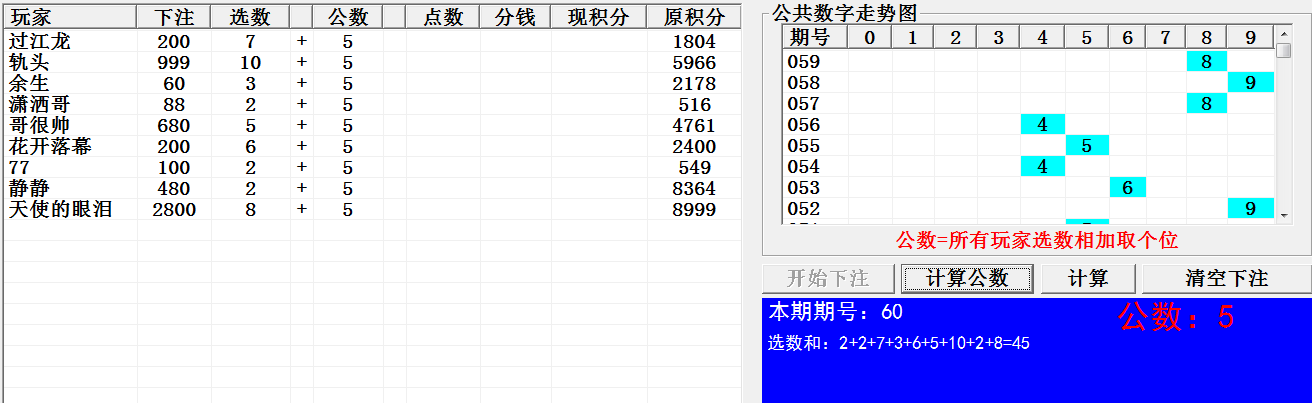 玩家 下注 选数 公数 点数 分钱 现积分 原积分
过江龙 200 7 + 5 1804
轨头 999 10 + 5 5966
余生 60 3 + 5 2178
潇洒哥 88 2 + 5 516
哥很帅 680 5 + 5 4761
花开落幕 200 6 + 5 2400
77 100 2 + 5 549
静静 480 2 + 5 8364
天使的眼泪 2800 8 + 5 8999
公共数字走势图
期号 0 1 2 3 4 5 6 7 8 9
059 8
058 9
057 8
056 4
055 5
054 4
053 6
052 9
公数=所有玩家选数相加取个位
开始下注 计算公数 计算 清空下注
本期期号：60 公数：5
选数和：2+2+7+3+6+5+10+2+8=45